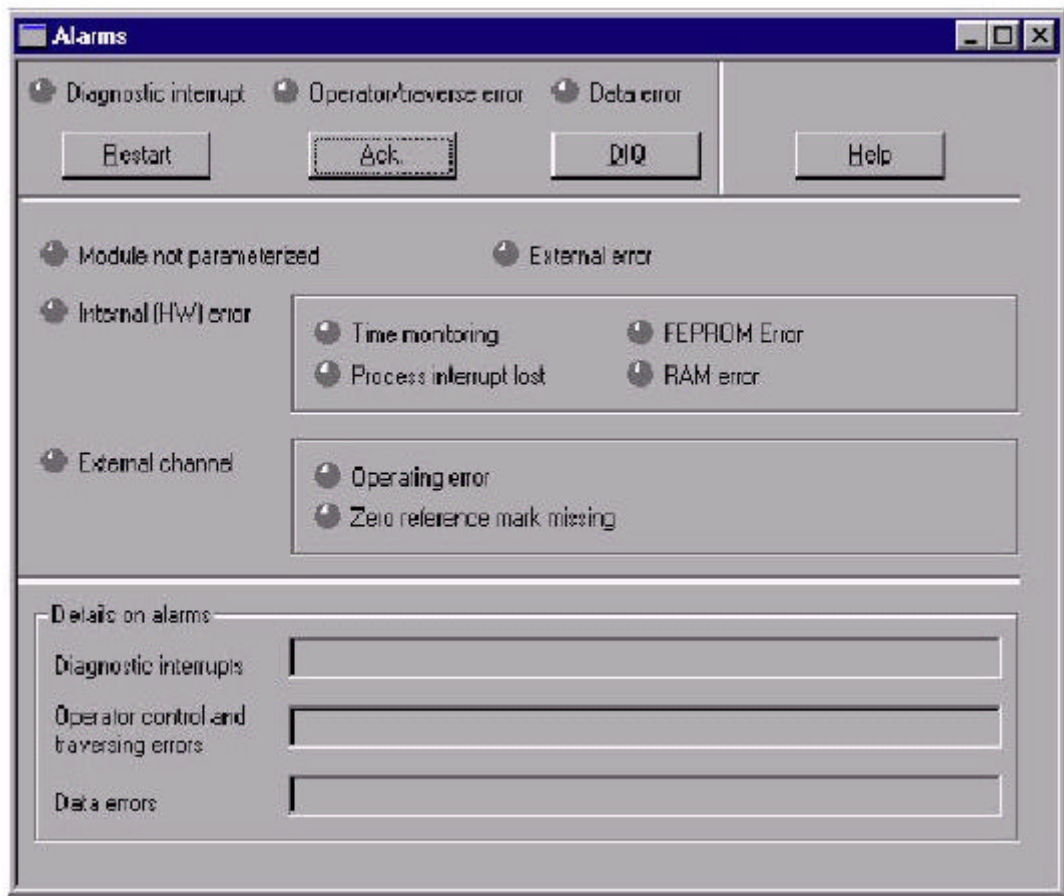 Alarms
Diagnostic interrupt Operator/traverse error Data error
Restart Ack. DIQ Help
Module not parameterized External error
Internal (HW) error
Time monitoring FEPROM Error
Process interrupt lost RAM error
External channel
Operating error
Zero reference mark missing
Details on alarms
Diagnostic interrupts
Operator control and
traversing errors
Data errors